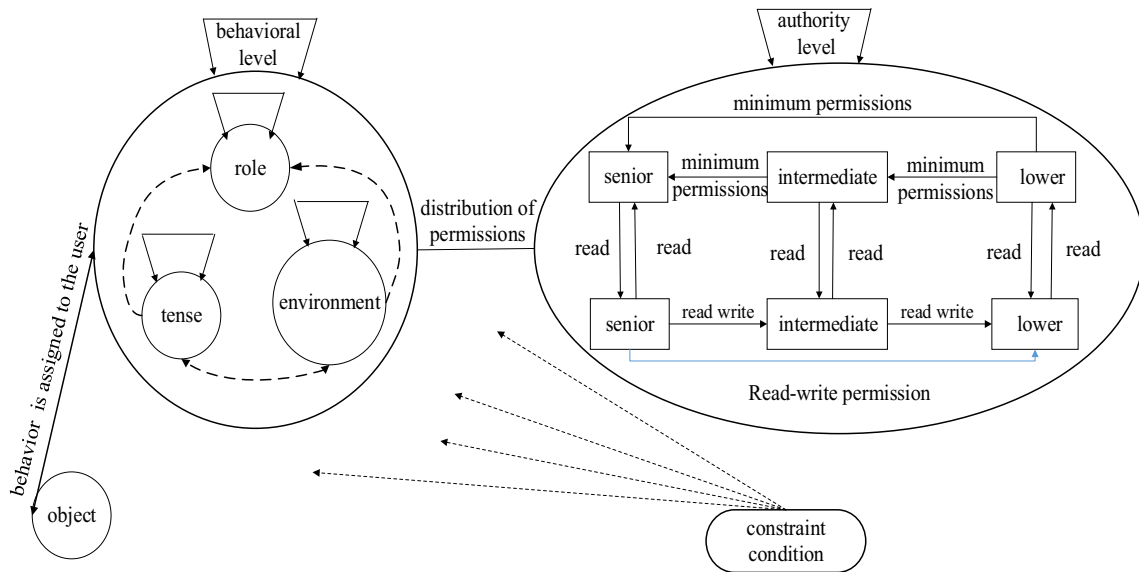 behavioral
level
authority
level
minimum permissions
role
senior
minimum
permissions
intermediate
minimum
permissions
lower
distribution of
permissions
read
read
read
read
read
read
behavior is assigned to the user
tense
environment
senior
read write
intermediate
read write
lower
Read-write permission
object
constraint
condition